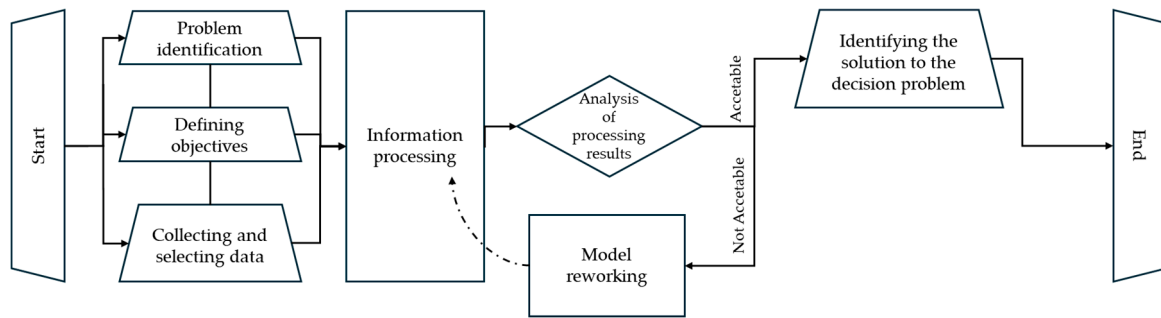 Start
Problem
identification
Defining
objectives
Collecting and
selecting data
Information
processing
Analysis
of
processing
results
Accetable
Not Accetable
Model
reworking
Identifying the
solution to the
decision problem
End